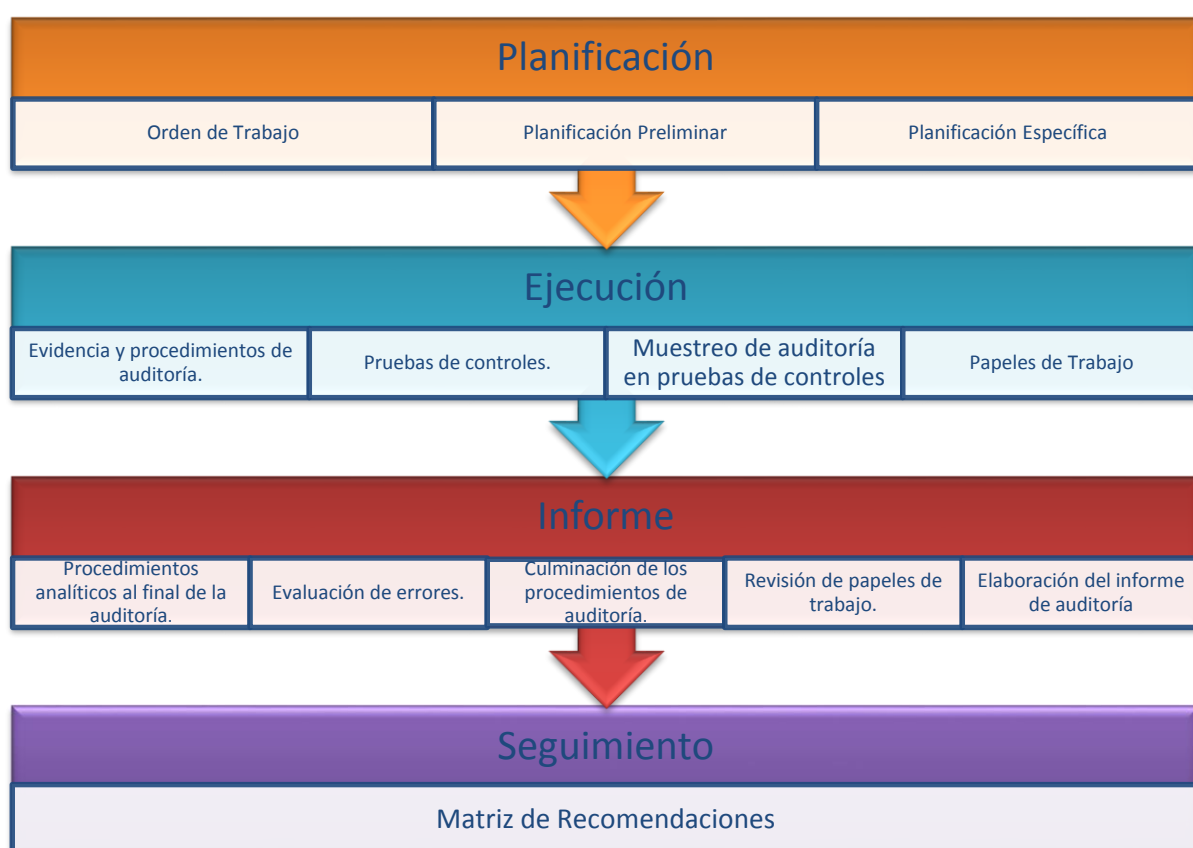 Planificación
Orden de Trabajo
Planificación Preliminar
Planificación Específica
Ejecución
Evidencia y procedimientos de
auditoría.
Pruebas de controles.
Muestreo de auditoría
en pruebas de controles
Papeles de Trabajo
Informe
Procedimientos
analíticos al final de la
auditoría.
Evaluación de errores.
Culminación de los
procedimientos de
auditoría.
Revisión de papeles de
trabajo.
Elaboración del informe
de auditoría
Seguimiento
Matriz de Recomendaciones